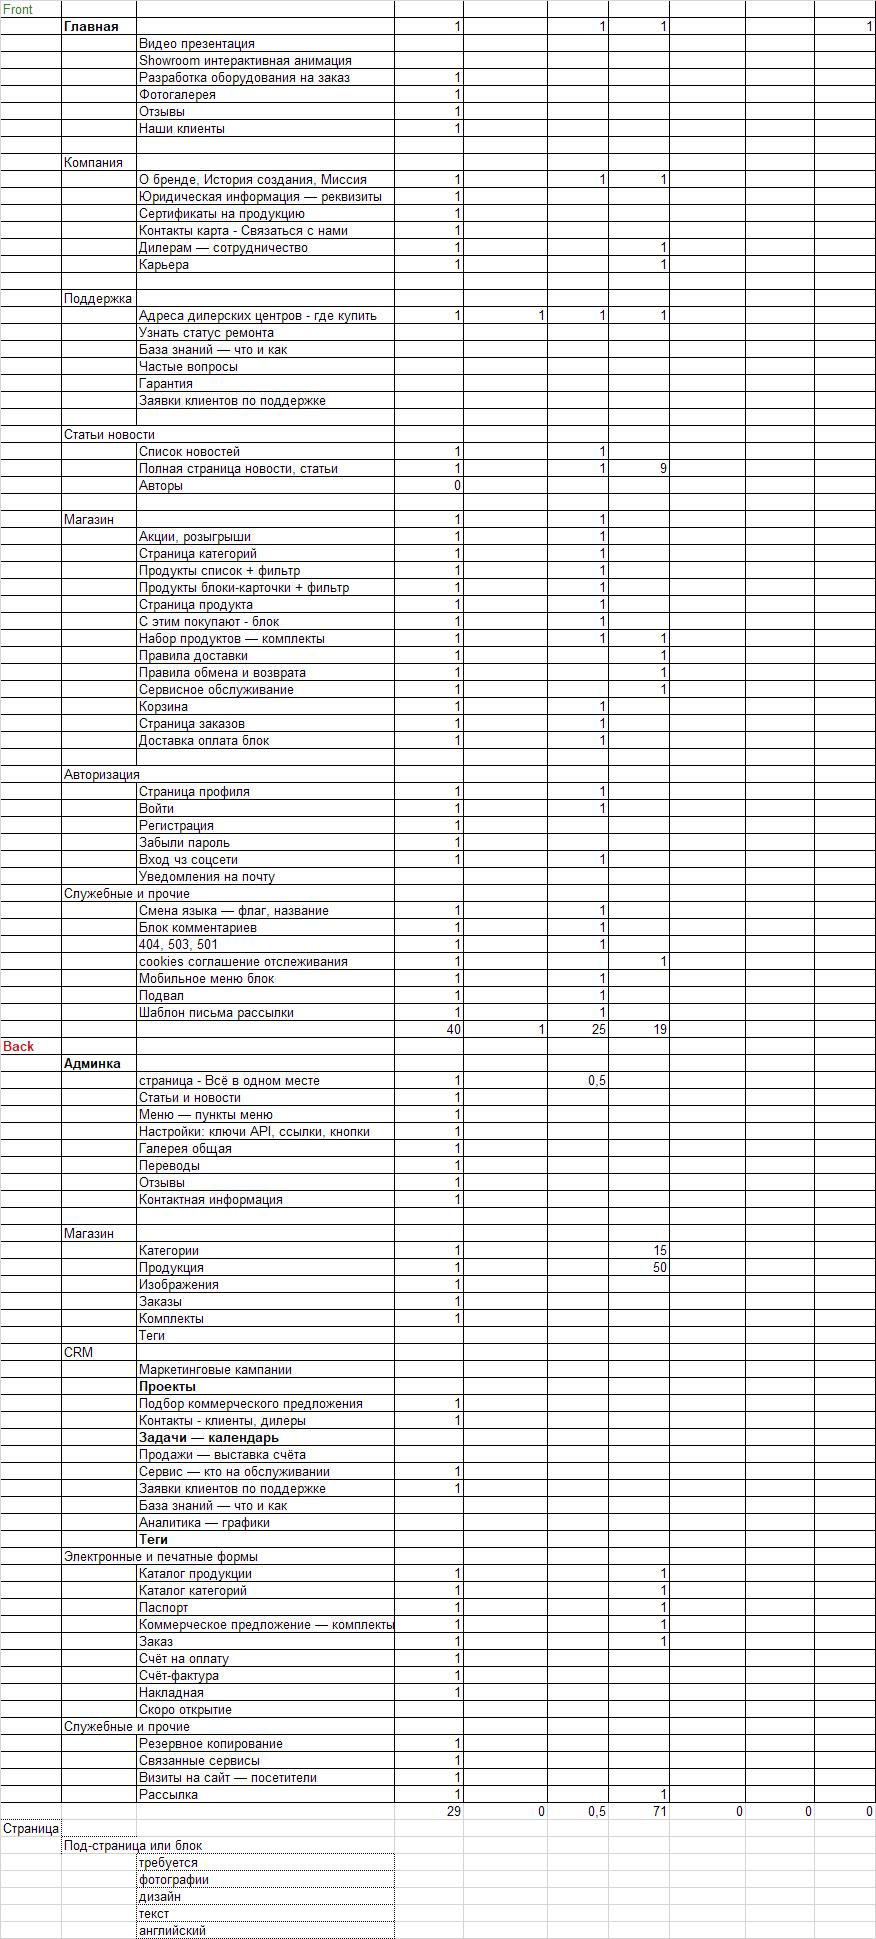 Front
Главная 1 1 1 1
Видео презентация
Showroom интерактивная анимация
Разработка оборудования на заказ 1
Фотогалерея 1
Отзывы 1
Наши клиенты 1
Компания
О бренде, История создания, Миссия 1 1 1
Юридическая информация — реквизиты 1
Сертификаты на продукцию 1
Контакты карта - Связаться с нами 1
Дилерам — сотрудничество 1 1
Карьера 1 1
Поддержка
Адреса дилерских центров - где купить 1 1 1 1
Узнать статус ремонта
База знаний — что и как
Частые вопросы
Гарантия
Заявки клиентов по поддержке
Статьи новости
Список новостей 1 1
Полная страница новости, статьи 1 1 9
Авторы 0
Магазин 1 1
Акции, розыгрыши 1 1
Страница категорий 1 1
Продукты список + фильтр 1 1
Продукты блоки-карточки + фильтр 1 1
Страница продукта 1 1
С этим покупают - блок 1 1
Набор продуктов — комплекты 1 1 1
Правила доставки 1 1
Правила обмена и возврата 1 1
Сервисное обслуживание 1 1
Корзина 1 1
Страница заказов 1 1
Доставка оплата блок 1 1
Авторизация
Страница профиля 1 1
Войти 1 1
Регистрация 1
Забыли пароль 1
Вход чз соцсети 1 1
Уведомления на почту
Служебные и прочие
Смена языка — флаг, название 1 1
Блок комментариев 1 1
404, 503, 501 1 1
cookies соглашение отслеживания 1 1
Мобильное меню блок 1 1
Подвал 1 1
Шаблон письма рассылки 1 1
40 1 25 19
Back
Админка
страница - Всё в одном месте 1 0,5
Статьи и новости 1
Меню — пункты меню 1
Настройки: ключи API, ссылки, кнопки 1
Галерея общая 1
Переводы 1
Отзывы 1
Контактная информация 1
Магазин
Категории 1 15
Продукция 1 50
Изображения 1
Заказы 1
Комплекты 1
Теги
CRM
Маркетинговые кампании
Проекты
Подбор коммерческого предложения 1
Контакты - клиенты, дилеры 1
Задачи — календарь
Продажи — выставка счёта
Сервис — кто на обслуживании 1
Заявки клиентов по поддержке 1
База знаний — что и как
Аналитика — графики
Теги
Электронные и печатные формы
Каталог продукции 1 1
Каталог категорий 1 1
Паспорт 1 1
Коммерческое предложение — комплекты 1 1
Заказ 1 1
Счёт на оплату 1
Счёт-фактура 1
Накладная 1
Скоро открытие
Служебные и прочие
Резервное копирование 1
Связанные сервисы 1
Визиты на сайт — посетители 1
Рассылка 1 1
29 0 0,5 71 0 0 0
Страница
Под-страница или блок
требуется
фотографии
дизайн
текст
английский